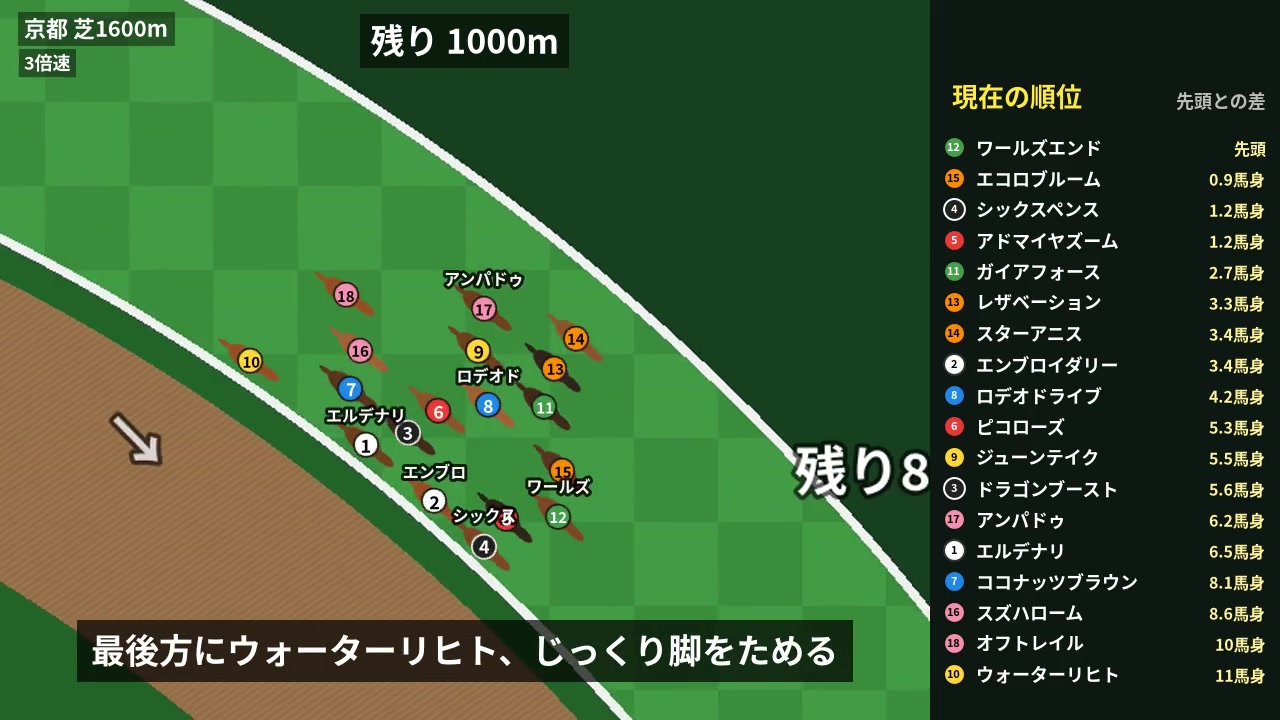 京都 芝1600m
3倍速
残り 1000m
現在の順位
先頭との差
12 ワールズエンド 先頭
15 エコロブルーム 0.9馬身
4 シックスペンス 1.2馬身
5 アドマイヤズーム 1.2馬身
11 ガイアフォース 2.7馬身
13 レザベーション 3.3馬身
14 スターアニス 3.4馬身
2 エンブロイダリー 3.4馬身
8 ロデオドライブ 4.2馬身
6 ピコローズ 5.3馬身
9 ジューンテイク 5.5馬身
3 ドラゴンブースト 5.6馬身
17 アンパドゥ 6.2馬身
1 エルデナリ 6.5馬身
7 ココナッツブラウン 8.1馬身
16 スズハローム 8.6馬身
18 オフトレイル 10馬身
10 ウォーターリヒト 11馬身
アンパドゥ
18
17
14
9
16
10
13
ロデオド
7
8
11
6
エルデナリ
3
1
残り8
エンブロ
15
ワールズ
2
シックス
5
12
4
最後方にウォーターリヒト、じっくり脚をためる